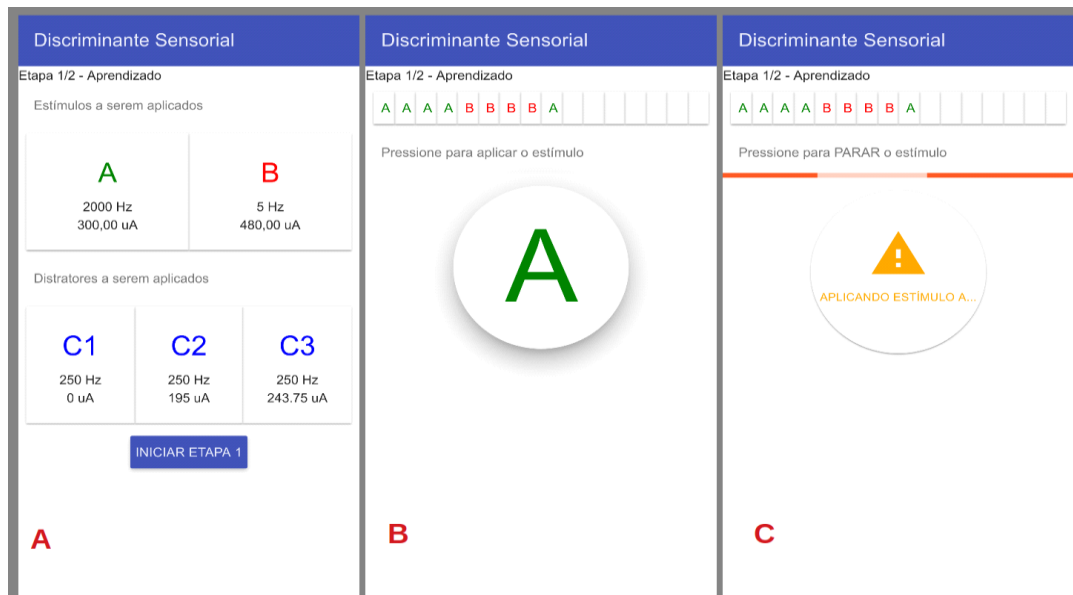 Discriminante Sensorial
Etapa 1/2 - Aprendizado
Estímulos a serem aplicados
A
2000 Hz
300,00 uA
B
5 Hz
480,00 uA
Distratores a serem aplicados
C1
250 Hz
0 uA
C2
250 Hz
195 uA
C3
250 Hz
243.75 uA
INICIAR ETAPA 1
A
Discriminante Sensorial
Etapa 1/2 - Aprendizado
A A A A B B B B A
Pressione para aplicar o estímulo
A
B
Discriminante Sensorial
Etapa 1/2 - Aprendizado
A A A A B B B B A
Pressione para PARAR o estímulo
APLICANDO ESTÍMULO A...
C